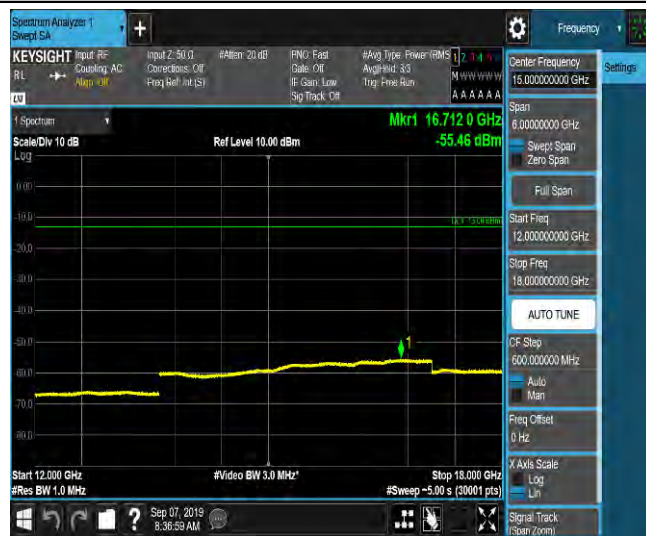 Spectrum Analyzer 1
Swept SA
+
Frequency
KEYSIGHT Input: RF
RL
Coupling: AC
Align: Off
Input Z: 50 Ω
Corrections: Off
Freq Ref: Int (S)
#Atten: 20 dB
PNO: Fast
Gate: Off
IF Gain: Low
Sig Track: Off
#Avg Type: Power (RMS
Avg|Hold: 3/3
Trig: Free Run
M W W W W W
A A A A A A
1 Spectrum
Scale/Div 10 dB
Log
Ref Level 10.00 dBm
Mkr1 16.712 0 GHz
-55.46 dBm
0.00
-10.0
DL1 -13.00 dBm
-20.0
-30.0
-40.0
-50.0
1
-60.0
-70.0
-80.0
Start 12.000 GHz
#Res BW 1.0 MHz
#Video BW 3.0 MHz*
Stop 18.000 GHz
#Sweep ~5.00 s (30001 pts)
Center Frequency
15.000000000 GHz
Settings
Span
6.00000000 GHz
Swept Span
Zero Span
Full Span
Start Freq
12.000000000 GHz
Stop Freq
18.000000000 GHz
AUTO TUNE
CF Step
600.000000 MHz
Auto
Man
Freq Offset
0 Hz
X Axis Scale
Log
Lin
Signal Track
(Span Zoom)
?
Sep 07, 2019
8:36:59 AM